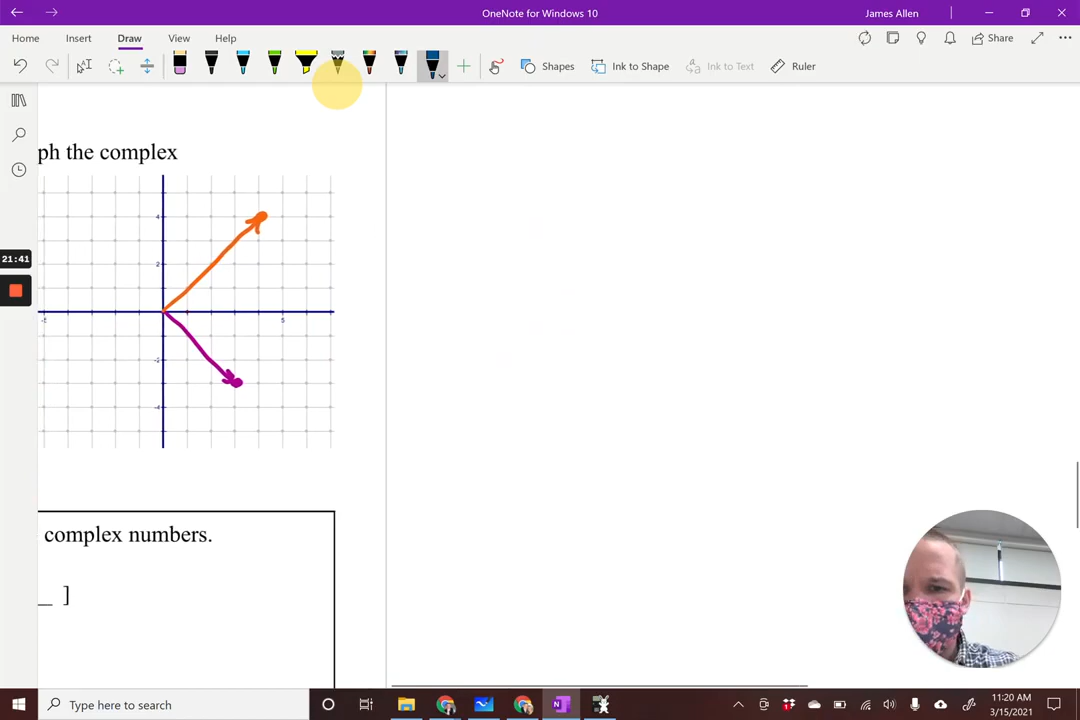 OneNote for Windows 10
James Allen
Home
Insert
Draw
View
Help
Share
Shapes
Ink to Shape
Ink to Text
Ruler
ph the complex
4
2
-5
5
-2
-4
21:41
complex numbers.
_ ]
Type here to search
11:20 AM
3/15/2021